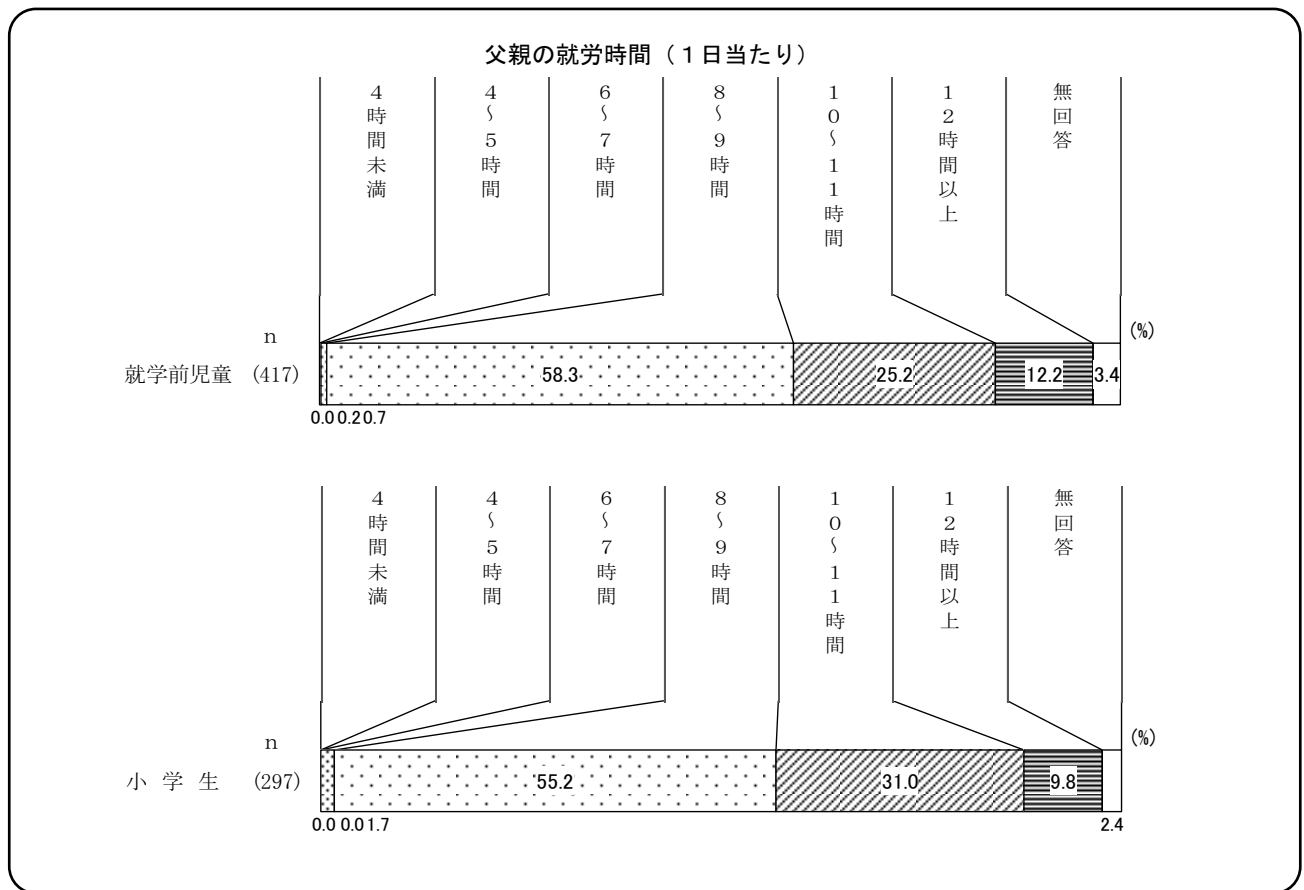 父親の就労時間（１日当たり）
４時間未満
４～５時間
６～７時間
８～９時間
１０～１１時間
１２時間以上
無回答
(%)
n
就学前児童 (417)
58.3
25.2
12.2
3.4
0.0 0.2 0.7
４時間未満
４～５時間
６～７時間
８～９時間
１０～１１時間
１２時間以上
無回答
(%)
n
小 学 生 (297)
55.2
31.0
9.8
0.0 0.0 1.7
2.4